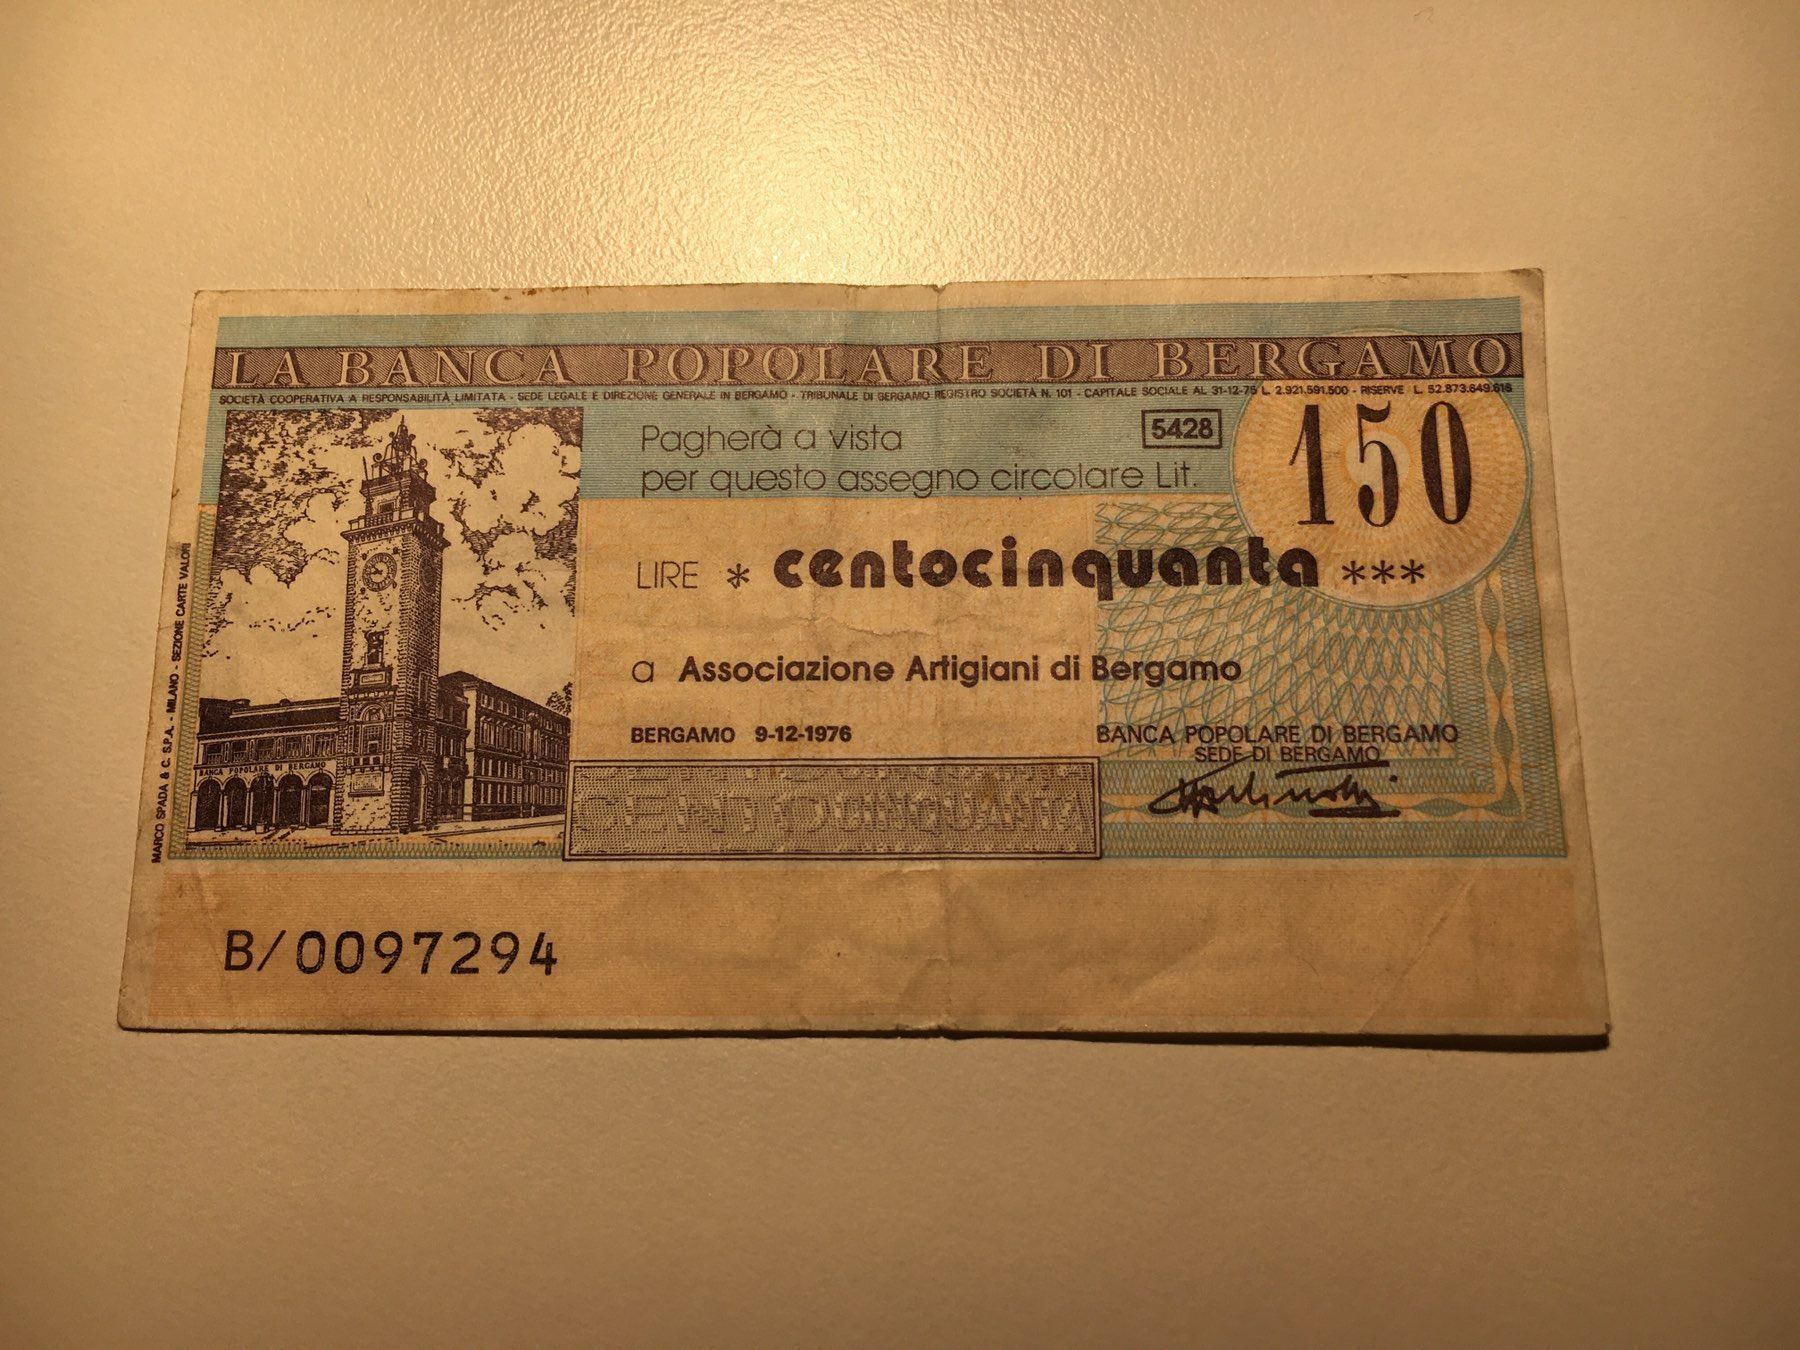 LA BANCA POPOLARE DI BERGAMO
SOCIETÀ COOPERATIVA A RESPONSABILITÀ LIMITATA - SEDE LEGALE E DIREZIONE GENERALE IN BERGAMO - TRIBUNALE DI BERGAMO REGISTRO SOCIETÀ N. 101 - CAPITALE SOCIALE AL 31-12-75 L. 2.921.591.500 - RISERVE L. 52.873.649.616
Pagherà a vista
5428
150
per questo assegno circolare Lit.
LIRE * centocinquanta ***
a Associazione Artigiani di Bergamo
BERGAMO 9-12-1976
BANCA POPOLARE DI BERGAMO
SEDE DI BERGAMO
BANCA POPOLARE DI BERGAMO
MARCO SPADA & C. S.P.A. - MILANO - SEZIONE CARTE VALORI
B/0097294